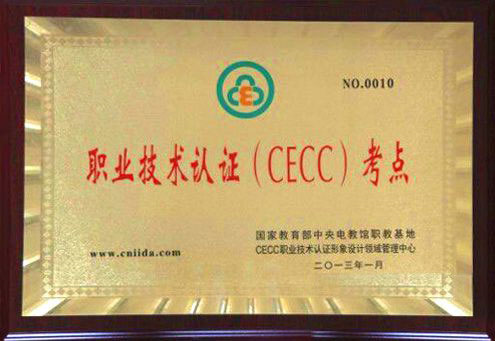 NO.0010
职业技术认证（CECC）考点
国家教育部中央电教馆职教基地
www.cniida.com
CECC职业技术认证形象设计领域管理中心
二〇一三年一月